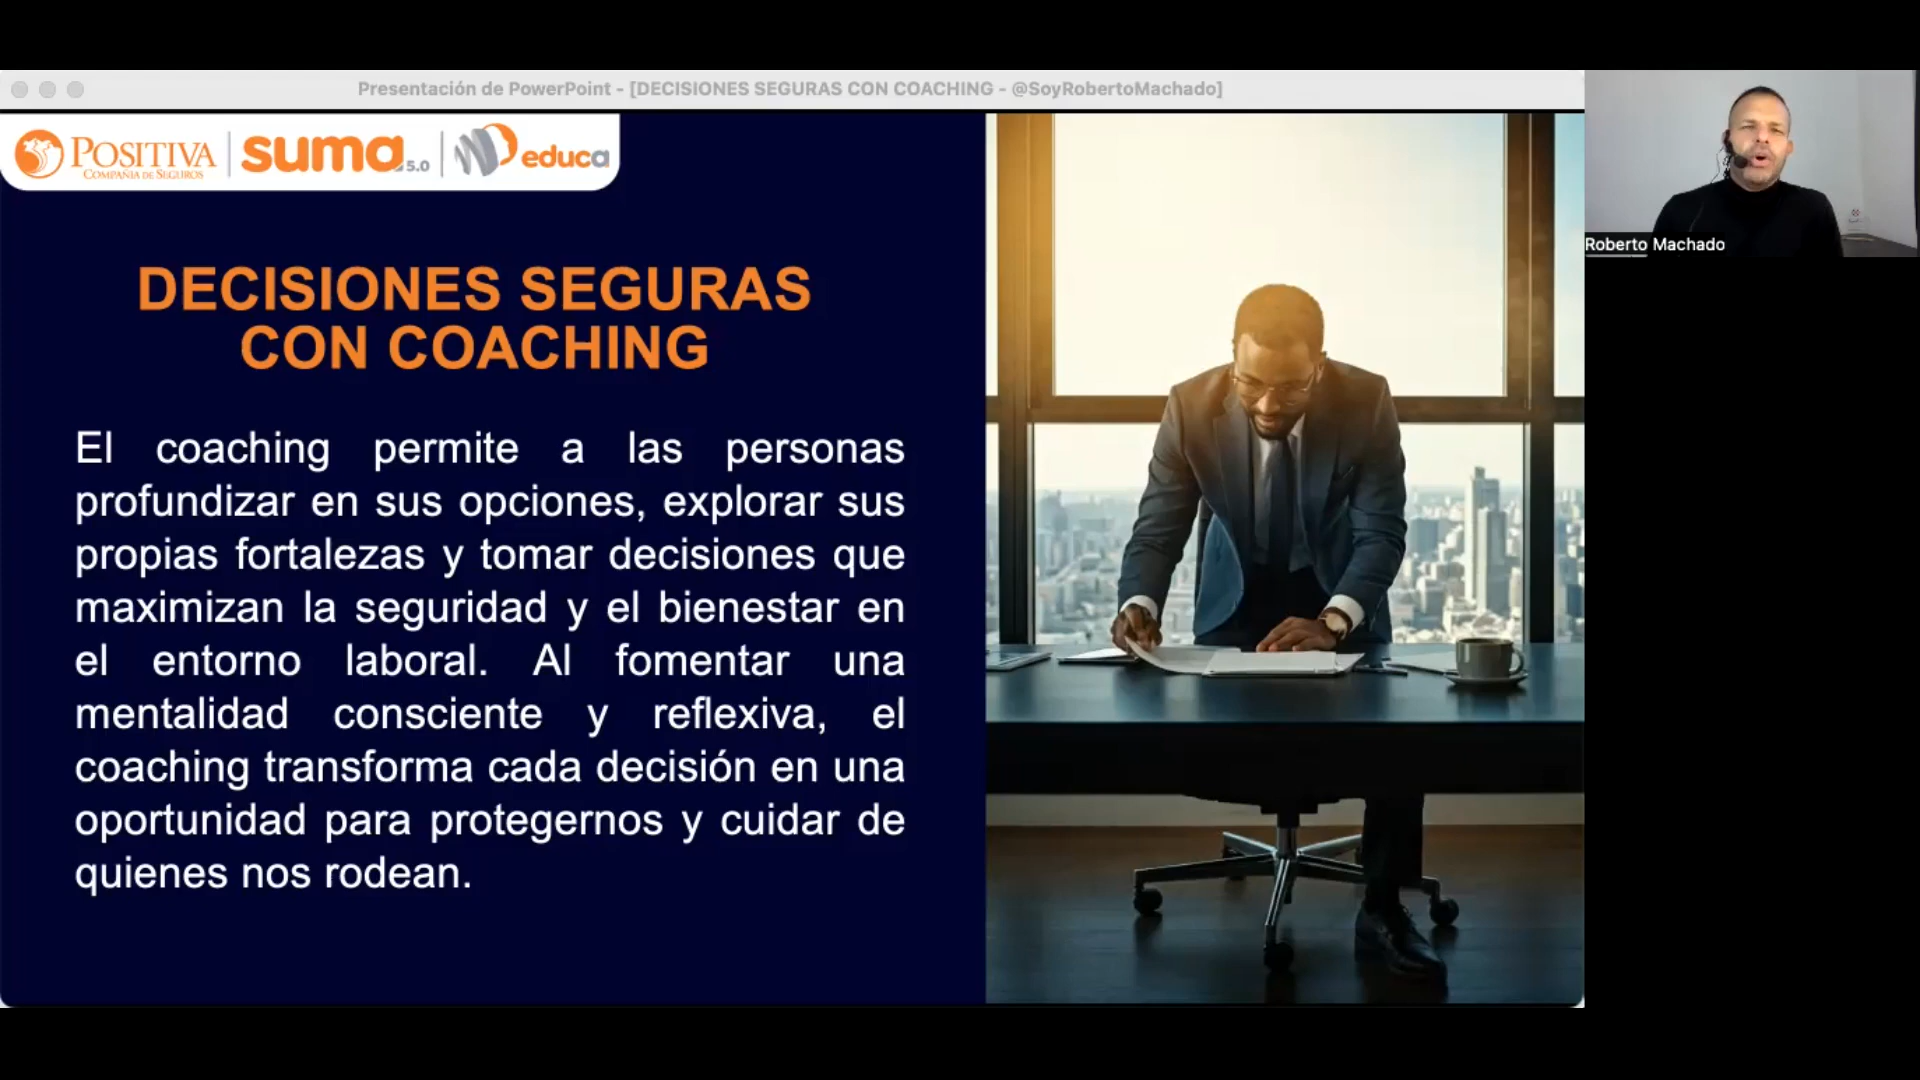 Presentación de PowerPoint - [DECISIONES SEGURAS CON COACHING - @SoyRobertoMachado]
POSITIVA
COMPAÑIA DE SEGUROS
suma 5.0
educa
DECISIONES SEGURAS
CON COACHING
El coaching permite a las personas
profundizar en sus opciones, explorar sus
propias fortalezas y tomar decisiones que
maximizan la seguridad y el bienestar en
el entorno laboral. Al fomentar una
mentalidad consciente y reflexiva, el
coaching transforma cada decisión en una
oportunidad para protegernos y cuidar de
quienes nos rodean.
Roberto Machado